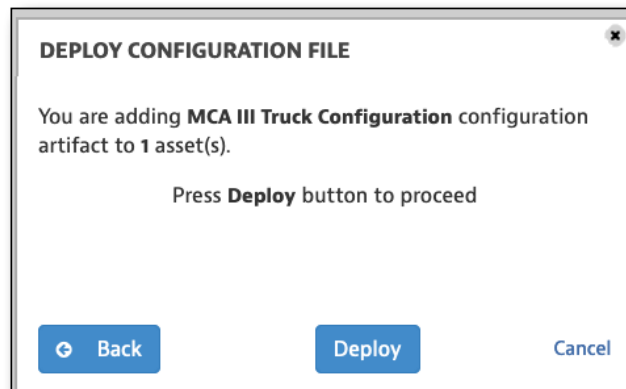 DEPLOY CONFIGURATION FILE
You are adding MCA III Truck Configuration configuration
artifact to 1 asset(s).
Press Deploy button to proceed
Back
Deploy
Cancel